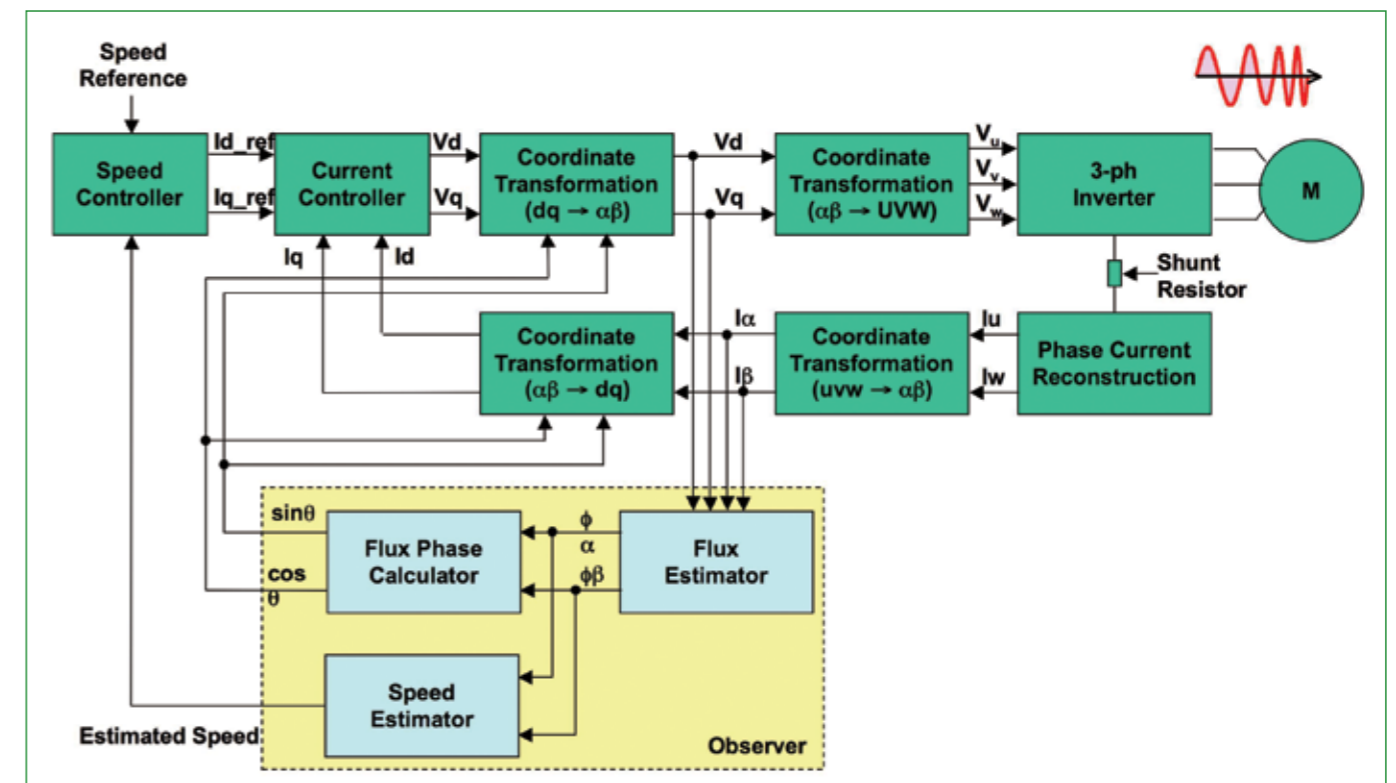 Speed
Reference
Speed
Controller
Id_ref
Iq_ref
Current
Controller
Vd
Vq
Coordinate
Transformation
(dq → αβ)
Vd
Vq
Coordinate
Transformation
(αβ → UVW)
Vu
Vv
Vw
3-ph
Inverter
M
Iq
Id
Shunt
Resistor
Coordinate
Transformation
(αβ → dq)
Iα
Iβ
Coordinate
Transformation
(uvw → αβ)
Iu
Iw
Phase Current
Reconstruction
sinθ
cos
θ
Flux Phase
Calculator
ϕ
α
ϕβ
Flux
Estimator
Speed
Estimator
Estimated Speed
Observer